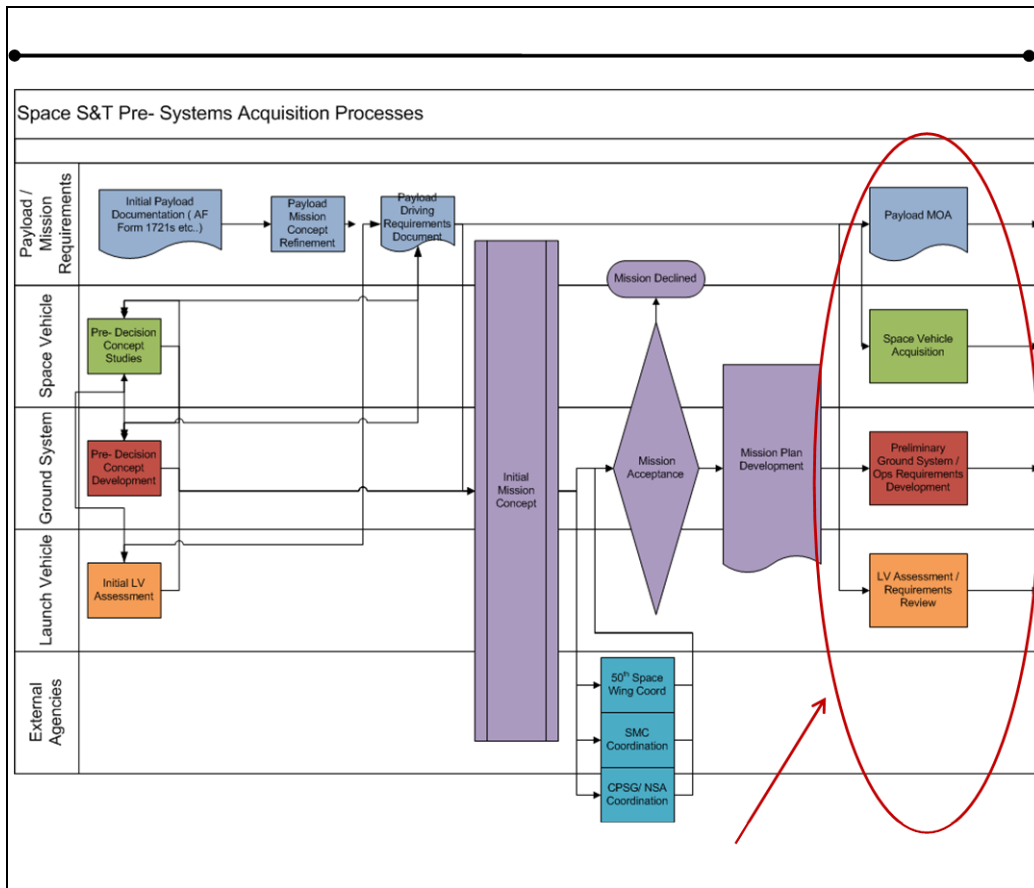 Space S&T Pre- Systems Acquisition Processes
Payload /
Mission
Requirements
Initial Payload
Documentation ( AF
Form 1721s etc..)
Payload
Mission
Concept
Refinement
Payload
Driving
Requirements
Document
Payload MOA
Mission Declined
Space Vehicle
Pre- Decision
Concept
Studies
Space Vehicle
Acquisition
Ground System
Pre- Decision
Concept
Development
Initial
Mission
Concept
Mission
Acceptance
Mission Plan
Development
Preliminary
Ground System /
Ops Requirements
Development
Launch Vehicle
Initial LV
Assessment
LV Assessment /
Requirements
Review
External
Agencies
50th Space
Wing Coord
SMC
Coordination
CPSG/ NSA
Coordination